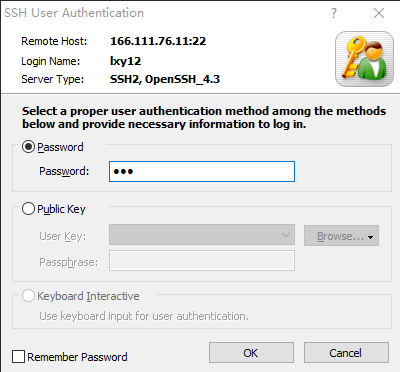 SSH User Authentication
Remote Host: 166.111.76.11:22
Login Name: lxy12
Server Type: SSH2, OpenSSH_4.3
Select a proper user authentication method among the methods
below and provide necessary information to log in.
Password
Password: •••
Public Key
User Key: Browse...
Passphrase:
Keyboard Interactive
Use keyboard input for user authentication.
Remember Password OK Cancel